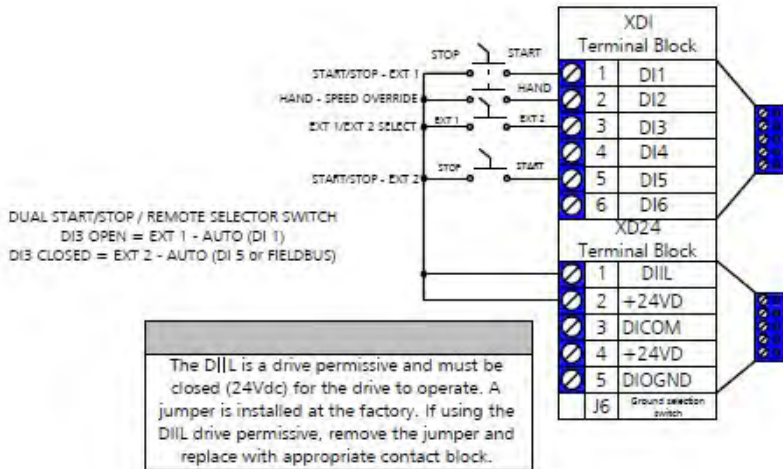 XDI
Terminal Block
STOP START
START/STOP - EXT 1 1 DI1
HAND
HAND - SPEED OVERRIDE 2 DI2
EXT 1/EXT 2 SELECT EXT 1 EXT 2 3 DI3
4 DI4
STOP START
START/STOP - EXT 2 5 DI5
6 DI6
DUAL START/STOP / REMOTE SELECTOR SWITCH
DI3 OPEN = EXT 1 - AUTO (DI 1)
DI3 CLOSED = EXT 2 - AUTO (DI 5 or FIELDBUS)
XD24
Terminal Block
1 DIIL
2 +24VD
3 DICOM
4 +24VD
5 DIOGND
J6 Ground selection
switch
The DIIL is a drive permissive and must be
closed (24Vdc) for the drive to operate. A
jumper is installed at the factory. If using the
DIIL drive permissive, remove the jumper and
replace with appropriate contact block.